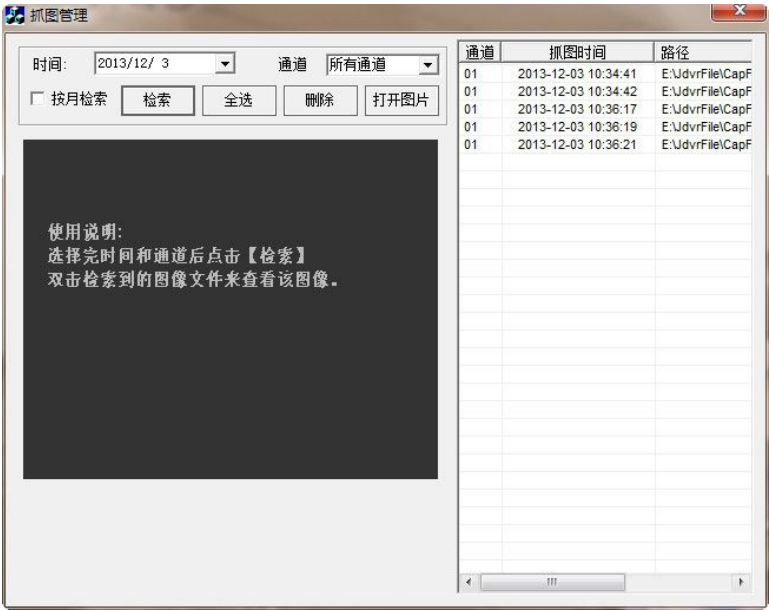 抓图管理
时间: 2013/12/ 3 通道 所有通道
按月检索 检索 全选 删除 打开图片
使用说明:
选择完时间和通道后点击【检索】
双击检索到的图像文件来查看该图像.
通道 抓图时间 路径
01 2013-12-03 10:34:41 E:\JdvrFile\CapF
01 2013-12-03 10:34:42 E:\JdvrFile\CapF
01 2013-12-03 10:36:17 E:\JdvrFile\CapF
01 2013-12-03 10:36:19 E:\JdvrFile\CapF
01 2013-12-03 10:36:21 E:\JdvrFile\CapF